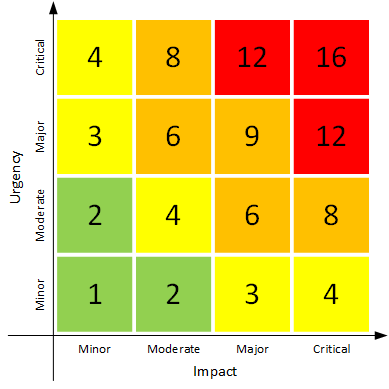 Urgency
Critical
4 8 12 16
Major
3 6 9 12
Moderate
2 4 6 8
Minor
1 2 3 4
Minor Moderate Major Critical
Impact